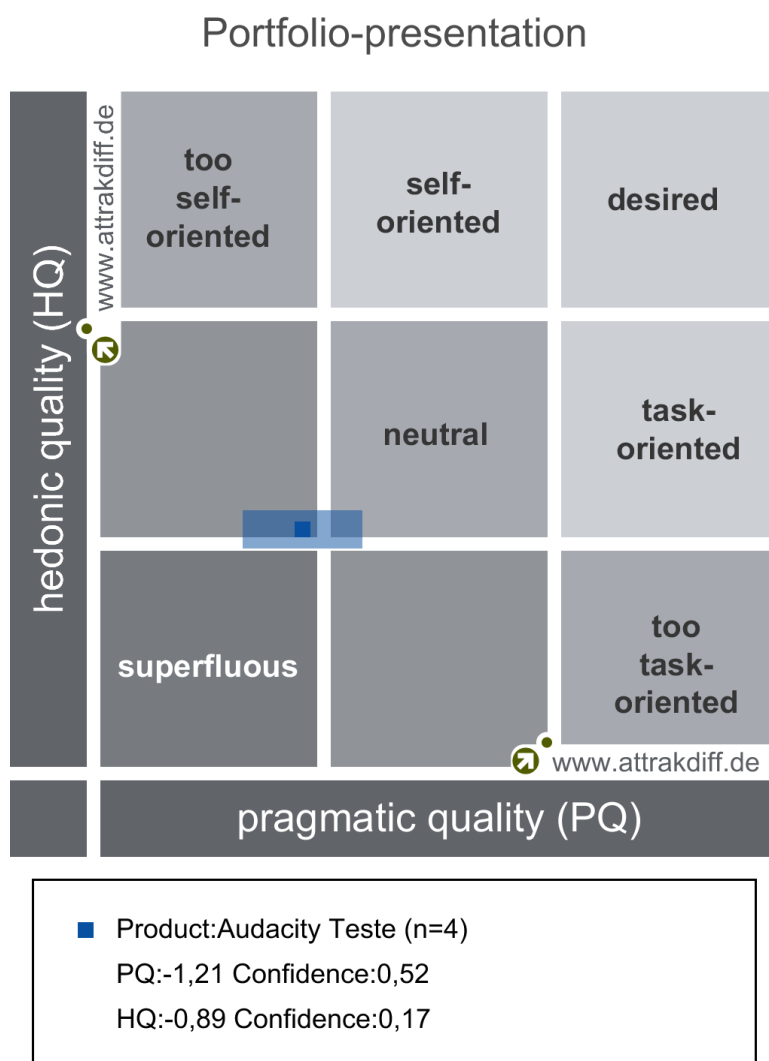 Portfolio-presentation
www.attrakdiff.de
too
self-
oriented
self-
oriented
desired
hedonic quality (HQ)
neutral
task-
oriented
superfluous
too
task-
oriented
www.attrakdiff.de
pragmatic quality (PQ)
Product:Audacity Teste (n=4)
PQ:-1,21 Confidence:0,52
HQ:-0,89 Confidence:0,17